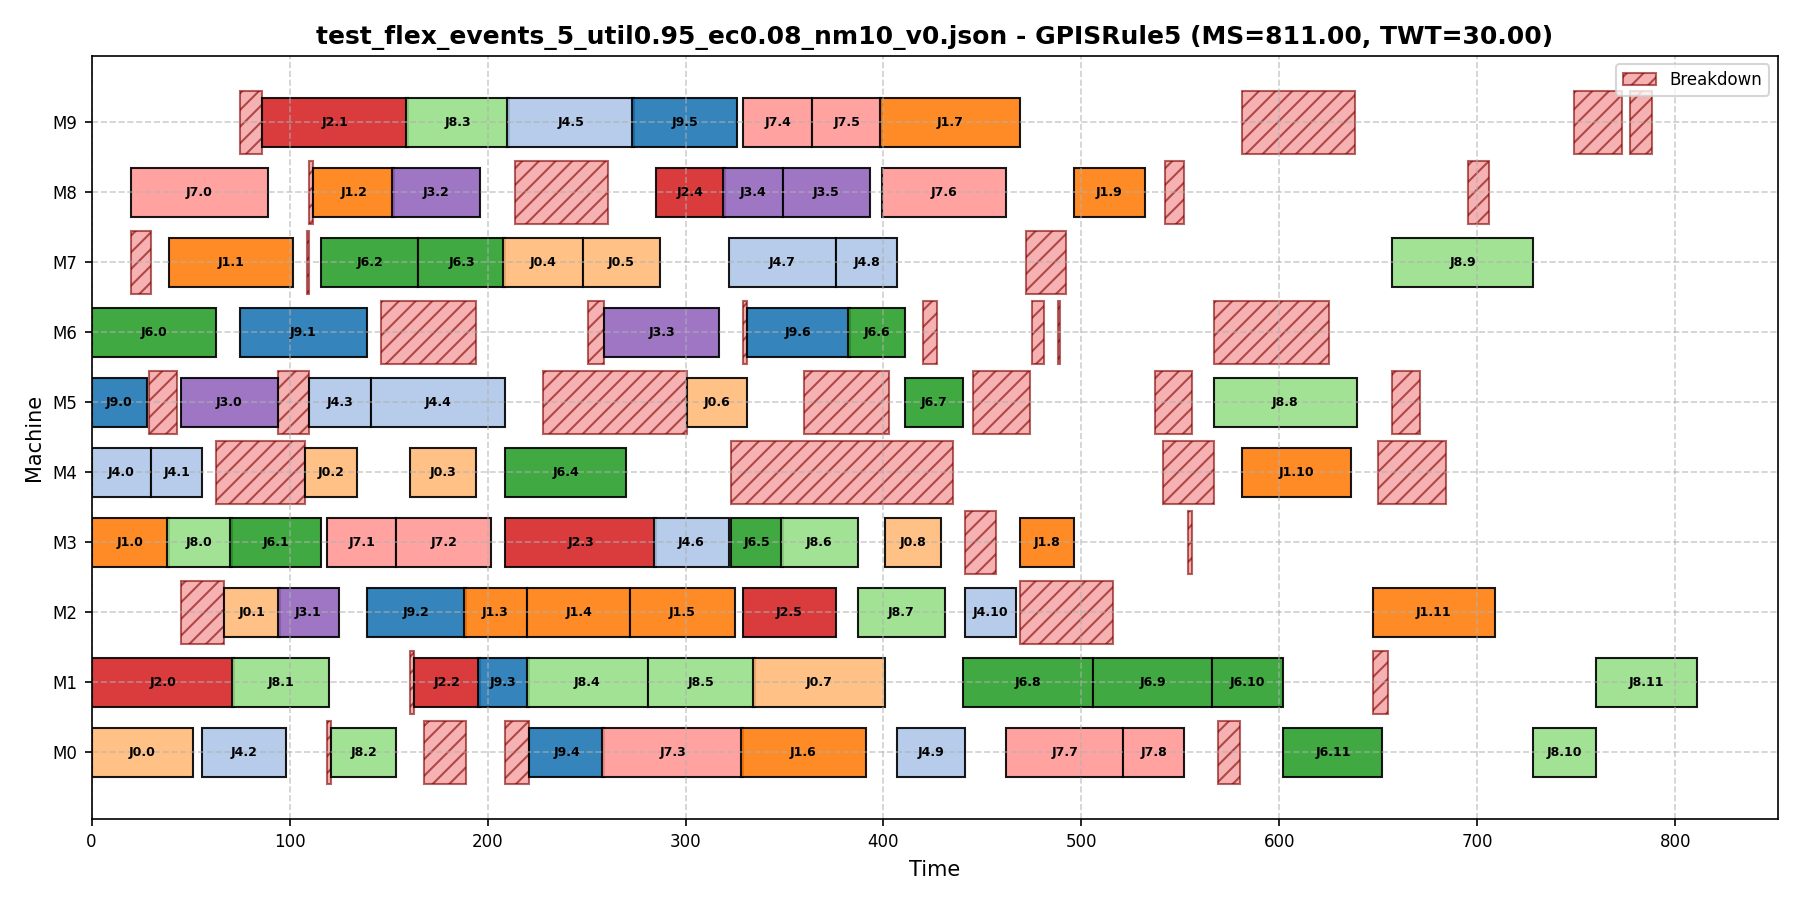 test_flex_events_5_util0.95_ec0.08_nm10_v0.json - GPISRule5 (MS=811.00, TWT=30.00)
Breakdown
M9 J2.1 J8.3 J4.5 J9.5 J7.4 J7.5 J1.7
M8 J7.0 J1.2 J3.2 J2.4 J3.4 J3.5 J7.6 J1.9
M7 J1.1 J6.2 J6.3 J0.4 J0.5 J4.7 J4.8 J8.9
M6 J6.0 J9.1 J3.3 J9.6 J6.6
M5 J9.0 J3.0 J4.3 J4.4 J0.6 J6.7 J8.8
M4 J4.0 J4.1 J0.2 J0.3 J6.4 J1.10
M3 J1.0 J8.0 J6.1 J7.1 J7.2 J2.3 J4.6 J6.5 J8.6 J0.8 J1.8
M2 J0.1 J3.1 J9.2 J1.3 J1.4 J1.5 J2.5 J8.7 J4.10 J1.11
M1 J2.0 J8.1 J2.2 J9.3 J8.4 J8.5 J0.7 J6.8 J6.9 J6.10 J8.11
M0 J0.0 J4.2 J8.2 J9.4 J7.3 J1.6 J4.9 J7.7 J7.8 J6.11 J8.10
0 100 200 300 400 500 600 700 800
Time
Machine